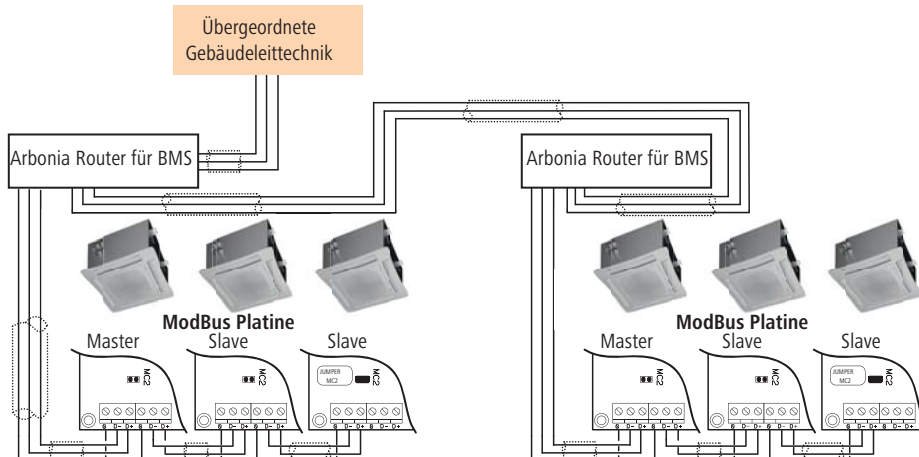 Übergeordnete
Gebäudeleittechnik
Arbonia Router für BMS
Arbonia Router für BMS
ModBus Platine
ModBus Platine
Master
Slave
Slave
Master
Slave
Slave
MC2
MC2
JUMPER
MC2
MC2
MC2
MC2
JUMPER
MC2
MC2
Ø D- D+ Ø D- D+
Ø D- D+ Ø D- D+
Ø D- D+ Ø D- D+
Ø D- D+ Ø D- D+
Ø D- D+ Ø D- D+
Ø D- D+ Ø D- D+